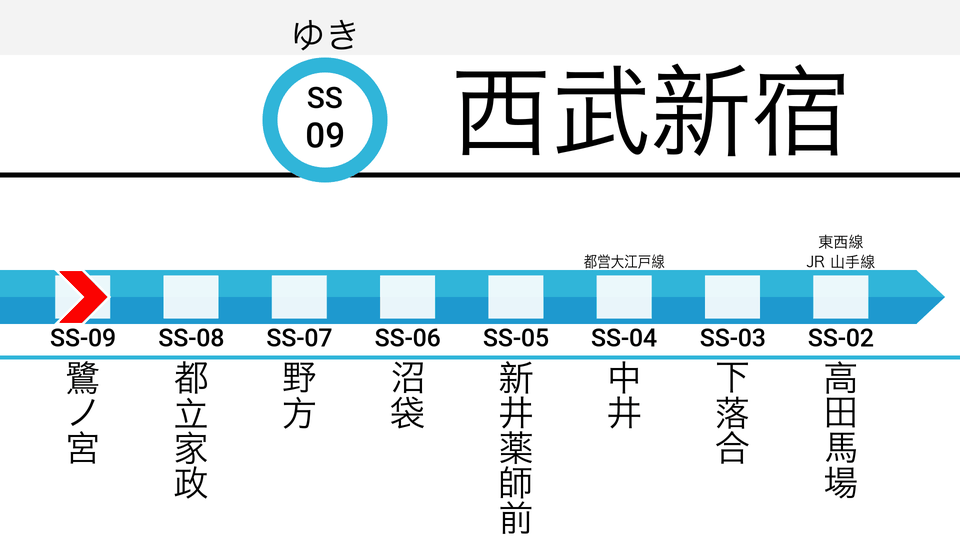 ゆき
SS
09
西武新宿
都営大江戸線
東西線
JR 山手線
SS-09
SS-08
SS-07
SS-06
SS-05
SS-04
SS-03
SS-02
鷺ノ宮
都立家政
野方
沼袋
新井薬師前
中井
下落合
高田馬場